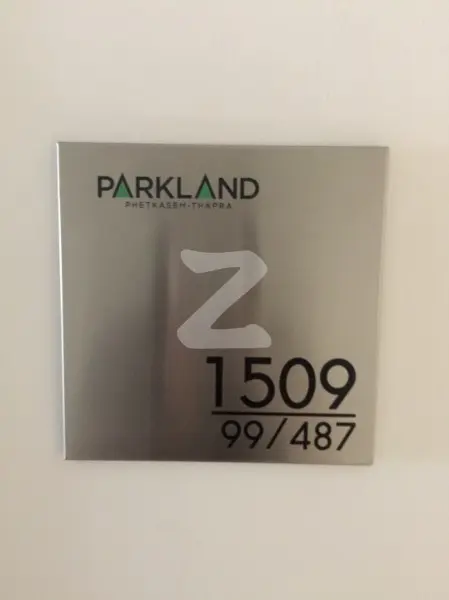 PARKLAND
PHETKASEM-THAPRA
Z
1509
99/487